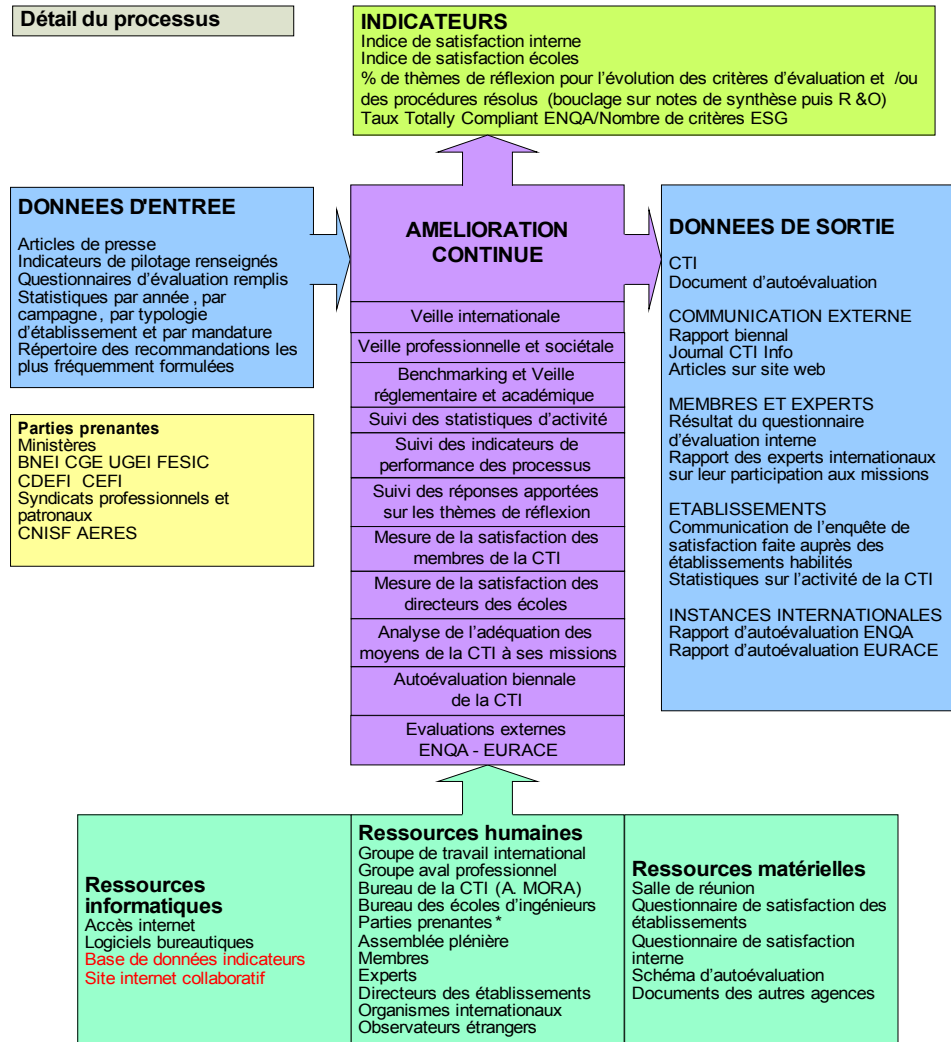 Détail du processus
INDICATEURS
Indice de satisfaction interne
Indice de satisfaction écoles
% de thèmes de réflexion pour l'évolution des critères d'évaluation et /ou
des procédures résolus (bouclage sur notes de synthèse puis R &O)
Taux Totally Compliant ENQA/Nombre de critères ESG
DONNEES D'ENTREE
Articles de presse
Indicateurs de pilotage renseignés
Questionnaires d'évaluation remplis
Statistiques par année, par
campagne, par typologie
d'établissement et par mandature
Répertoire des recommandations les
plus fréquemment formulées
Parties prenantes
Ministères
BNEI CGE UGEI FESIC
CDEFI CEFI
Syndicats professionnels et
patronaux
CNISF AERES
AMELIORATION
CONTINUE
Veille internationale
Veille professionnelle et sociétale
Benchmarking et Veille
réglementaire et académique
Suivi des statistiques d'activité
Suivi des indicateurs de
performance des processus
Suivi des réponses apportées
sur les thèmes de réflexion
Mesure de la satisfaction des
membres de la CTI
Mesure de la satisfaction des
directeurs des écoles
Analyse de l'adéquation des
moyens de la CTI à ses missions
Autoévaluation biennale
de la CTI
Evaluations externes
ENQA - EURACE
DONNEES DE SORTIE
CTI
Document d'autoévaluation
COMMUNICATION EXTERNE
Rapport biennal
Journal CTI Info
Articles sur site web
MEMBRES ET EXPERTS
Résultat du questionnaire
d'évaluation interne
Rapport des experts internationaux
sur leur participation aux missions
ETABLISSEMENTS
Communication de l'enquête de
satisfaction faite auprès des
établissements habilités
Statistiques sur l'activité de la CTI
INSTANCES INTERNATIONALES
Rapport d'autoévaluation ENQA
Rapport d'autoévaluation EURACE
Ressources
informatiques
Accès internet
Logiciels bureautiques
Base de données indicateurs
Site internet collaboratif
Ressources humaines
Groupe de travail international
Groupe aval professionnel
Bureau de la CTI (A. MORA)
Bureau des écoles d'ingénieurs
Parties prenantes *
Assemblée plénière
Membres
Experts
Directeurs des établissements
Organismes internationaux
Observateurs étrangers
Ressources matérielles
Salle de réunion
Questionnaire de satisfaction des
établissements
Questionnaire de satisfaction
interne
Schéma d'autoévaluation
Documents des autres agences